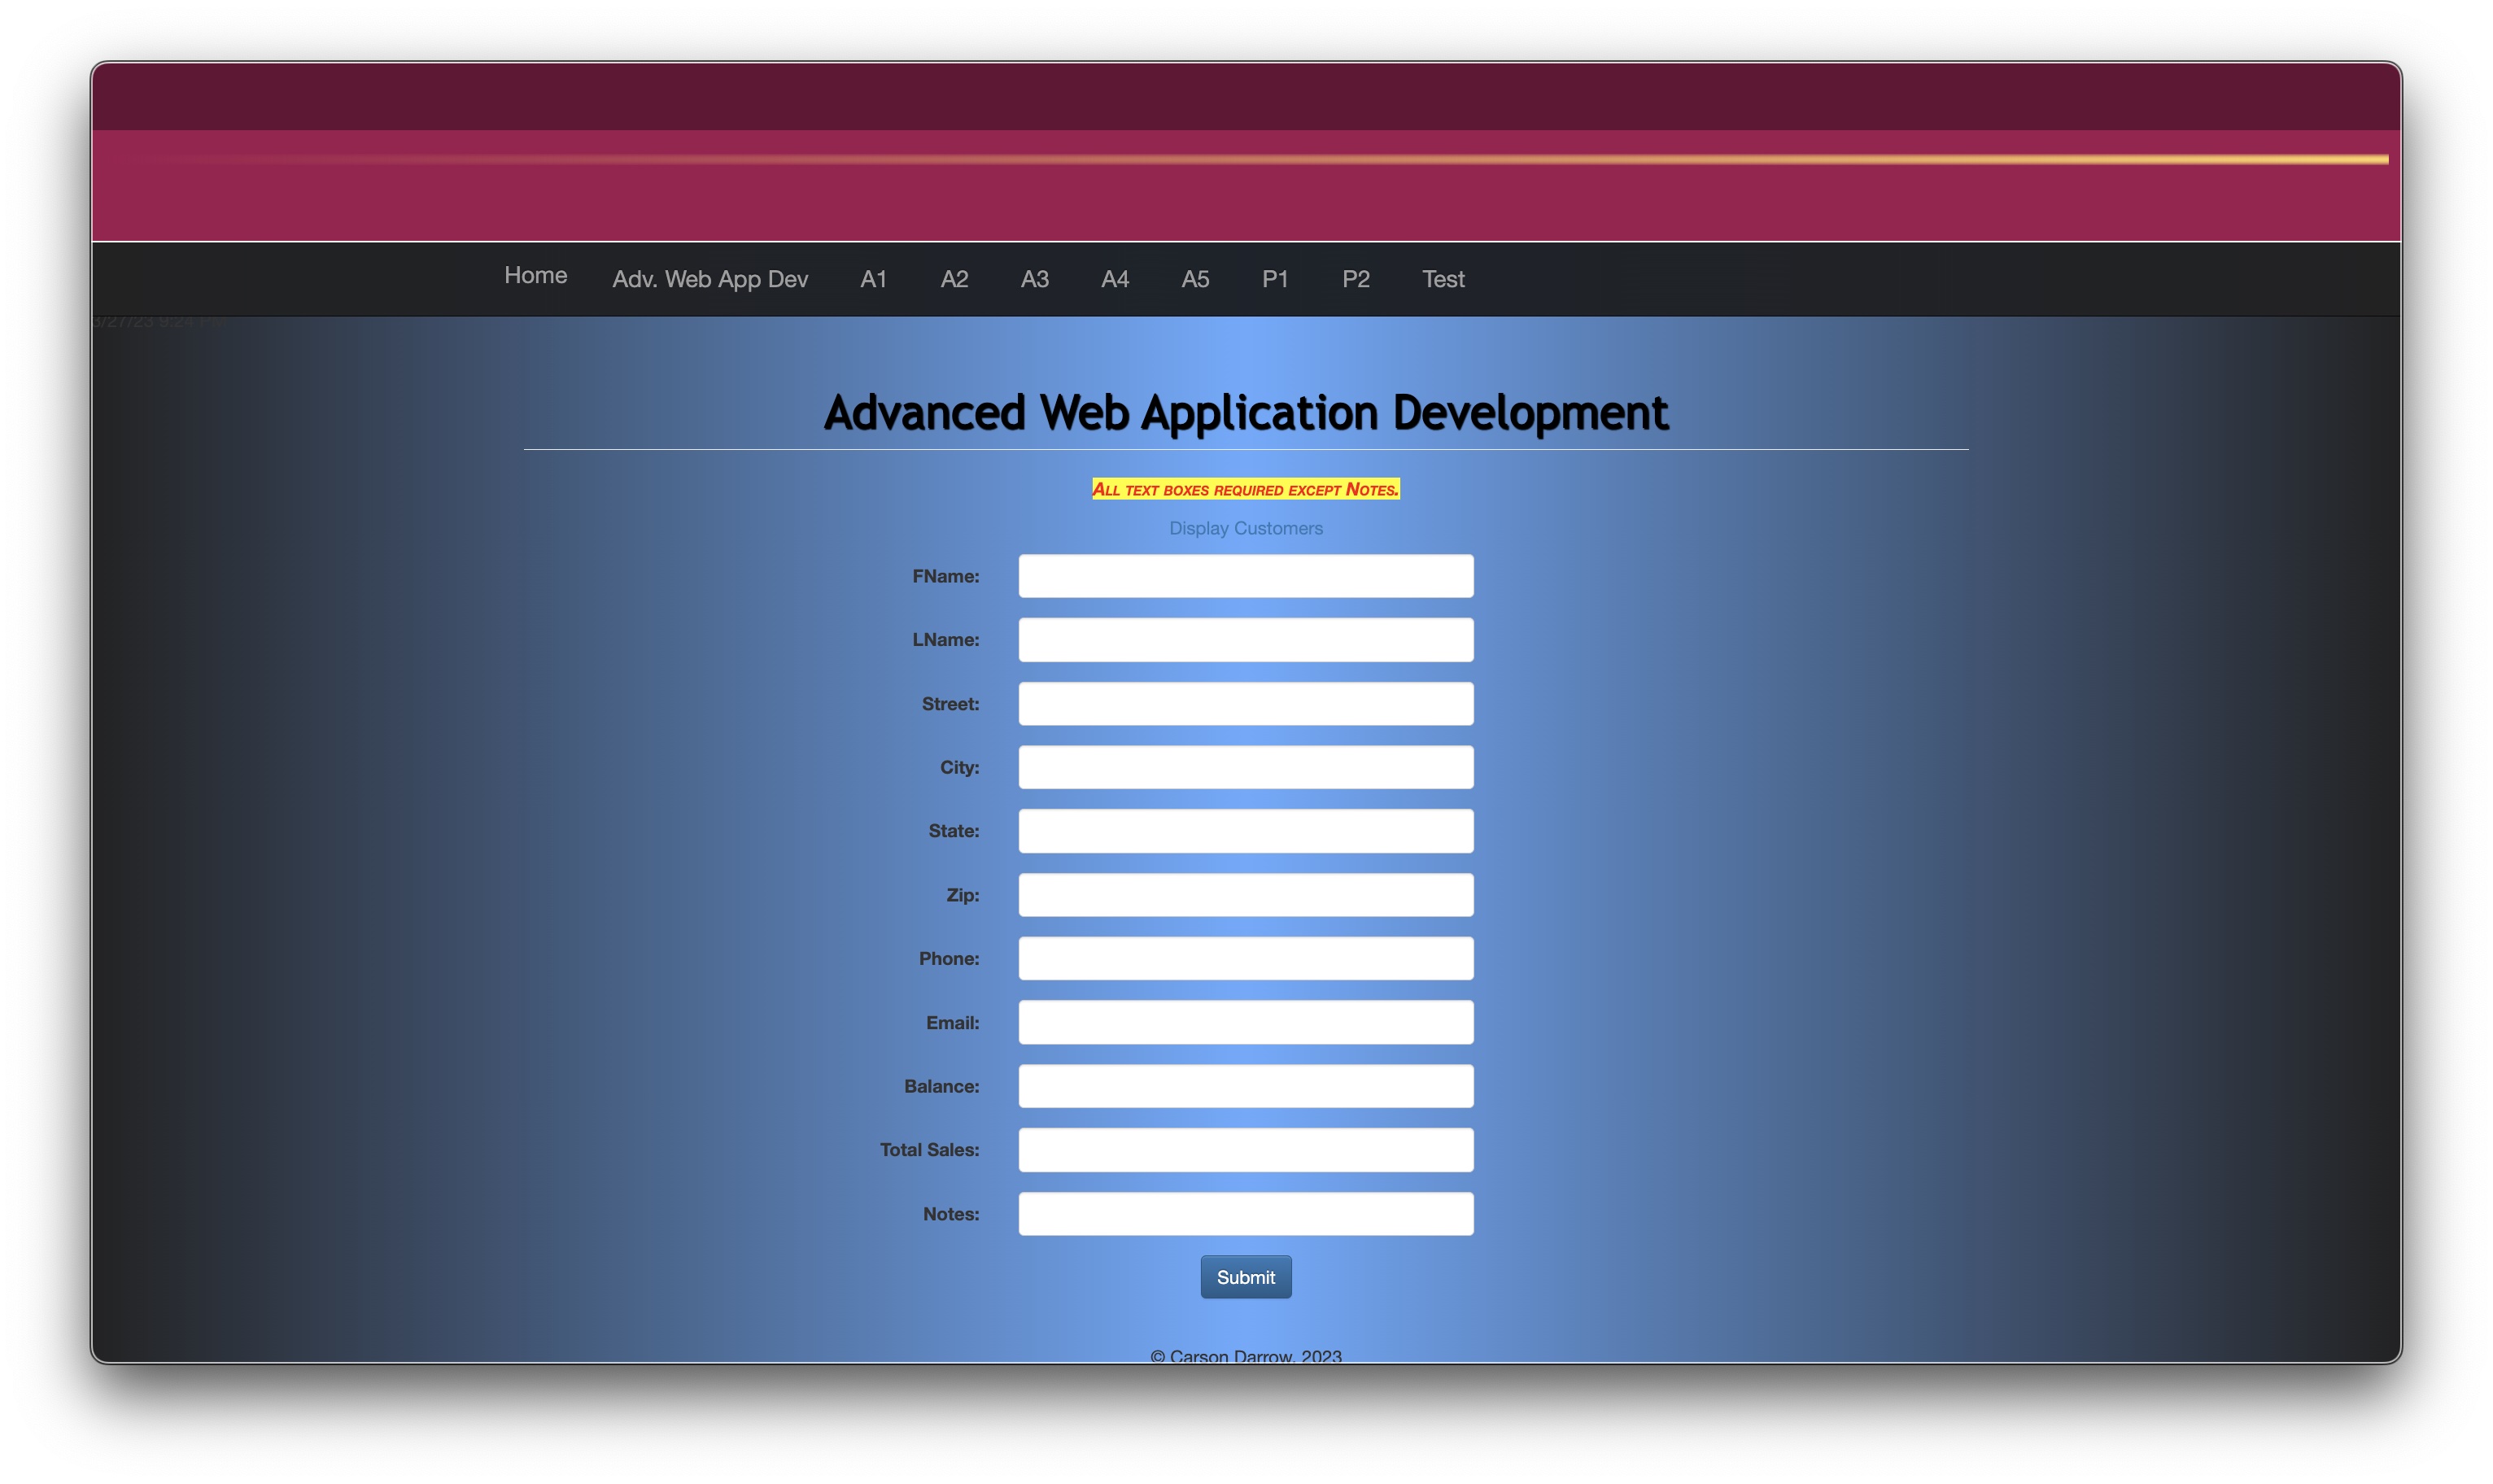 Home Adv. Web App Dev A1 A2 A3 A4 A5 P1 P2 Test
9:24
Advanced Web Application Development
All text boxes required except Notes.
Display Customers
FName:
LName:
Street:
City:
State:
Zip:
Phone:
Email:
Balance:
Total Sales:
Notes:
Submit
© Carson Darrow, 2023